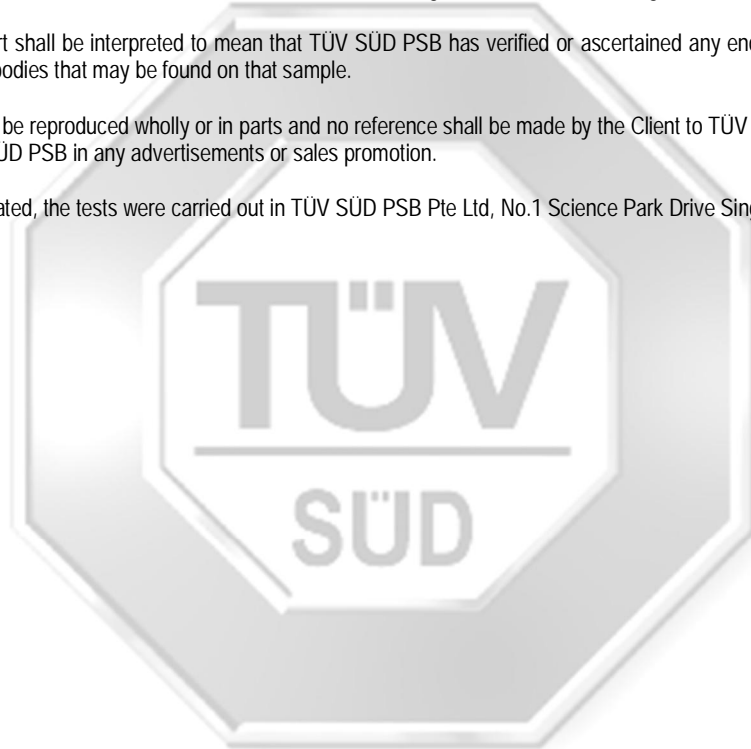 rt shall be interpreted to mean that TÜV SÜD PSB has verified or ascertained any en
bodies that may be found on that sample.
be reproduced wholly or in parts and no reference shall be made by the Client to TÜV
ÜD PSB in any advertisements or sales promotion.
ated, the tests were carried out in TÜV SÜD PSB Pte Ltd, No.1 Science Park Drive Sin
TÜV
SÜD